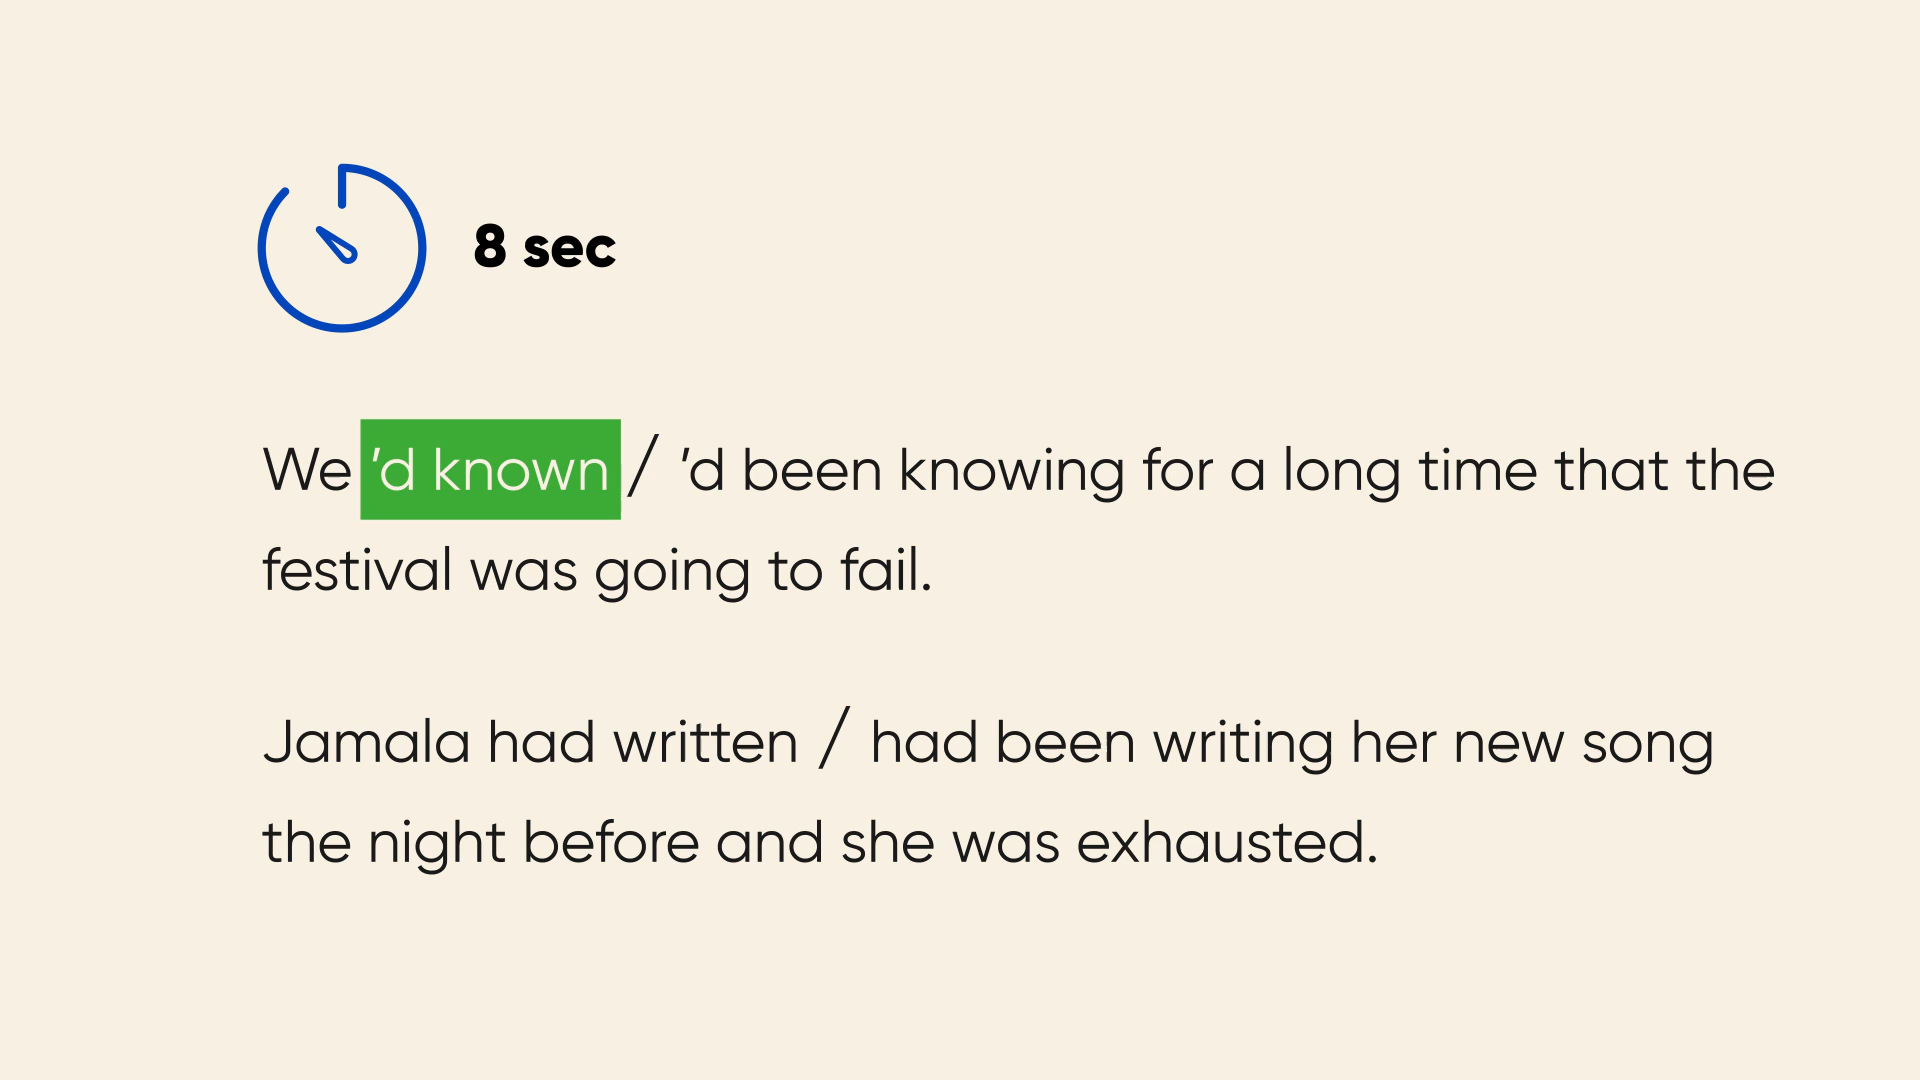 8 sec
We ’d known / ’d been knowing for a long time that the
festival was going to fail.
Jamala had written / had been writing her new song
the night before and she was exhausted.